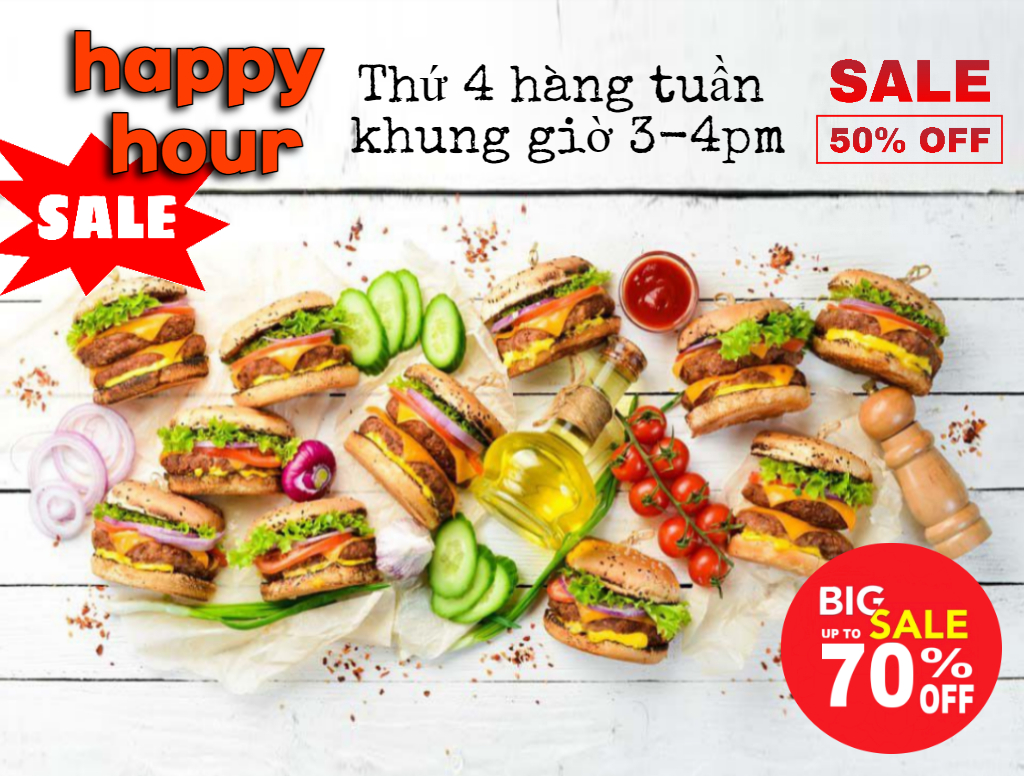 happy
hour
SALE
Thứ 4 hàng tuần
khung giờ 3-4pm
SALE
50% OFF
BIG
UP TO SALE
70%
OFF